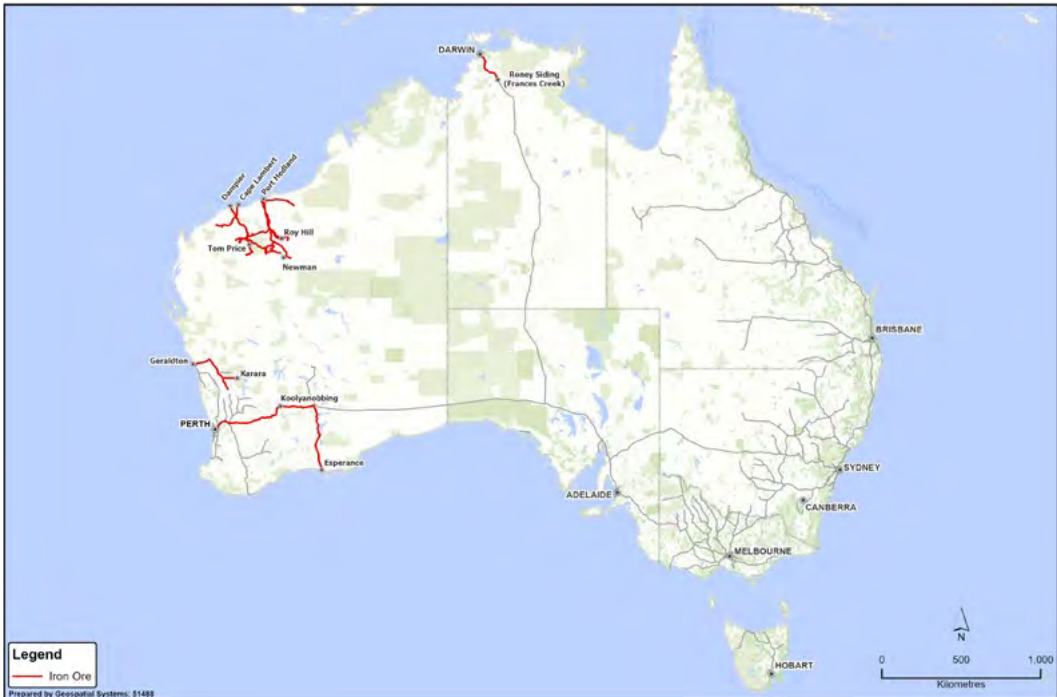 DARWIN
Roney Siding
(Frances Creek)
Dampier
Cape Lambert
Port Hedland
Roy Hill
Tom Price
Newman
BRISBANE
Geraldton
Karara
Koolyanobbing
PERTH
Esperance
SYDNEY
ADELAIDE
CANBERRA
MELBOURNE
HOBART
N
0 500 1,000
Kilometres
Legend
Iron Ore
Prepared by Geospatial Systems: 51488